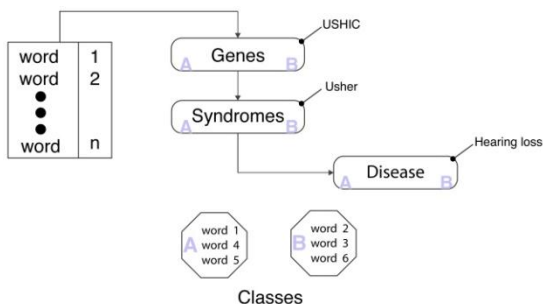 USHIC
word 1
Genes
A B
word 2
Usher
Syndromes
A B
word n
Hearing loss
Disease
A B
word 1
A word 4
word 5
word 2
B word 3
word 6
Classes